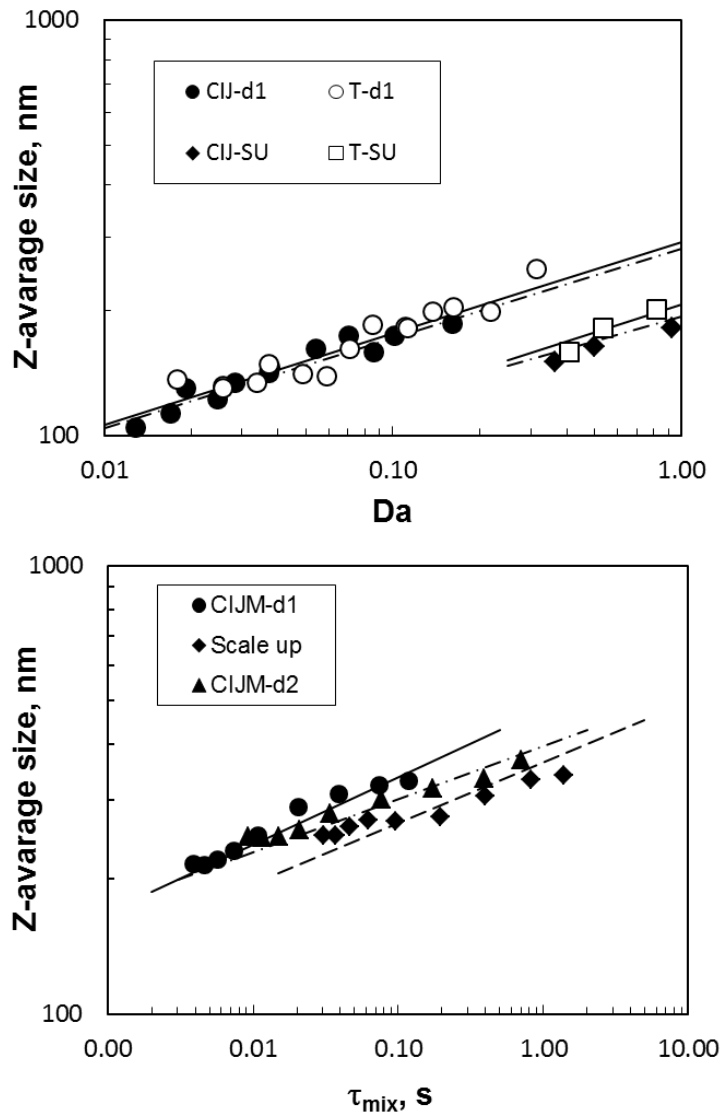 1000
Z-avarage size, nm
CIJ-d1 T-d1
CIJ-SU T-SU
100
0.01 0.10 1.00
Da
1000
Z-avarage size, nm
CIJM-d1
Scale up
CIJM-d2
100
0.00 0.01 0.10 1.00 10.00
τmix, s